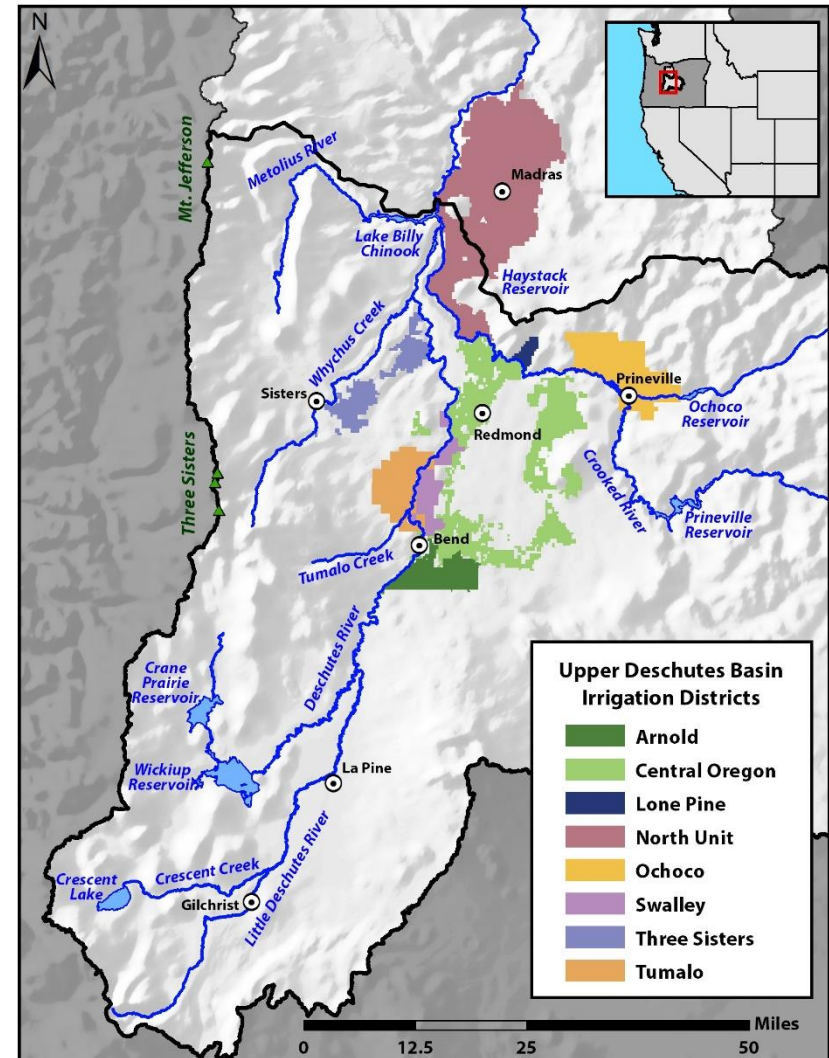 N
Mt. Jefferson
Metolius River
Madras
Lake Billy
Chinook
Haystack
Reservoir
Whychus Creek
Sisters
Prineville
Redmond
Ochoco
Reservoir
Three Sisters
Crooked River
Prineville
Reservoir
Bend
Tumalo Creek
Deschutes River
Crane
Prairie
Reservoir
Wickiup
Reservoir
La Pine
Crescent Creek
Crescent
Lake
Gilchrist
Little Deschutes River
Upper Deschutes Basin
Irrigation Districts
Arnold
Central Oregon
Lone Pine
North Unit
Ochoco
Swalley
Three Sisters
Tumalo
Miles
0 12.5 25 50